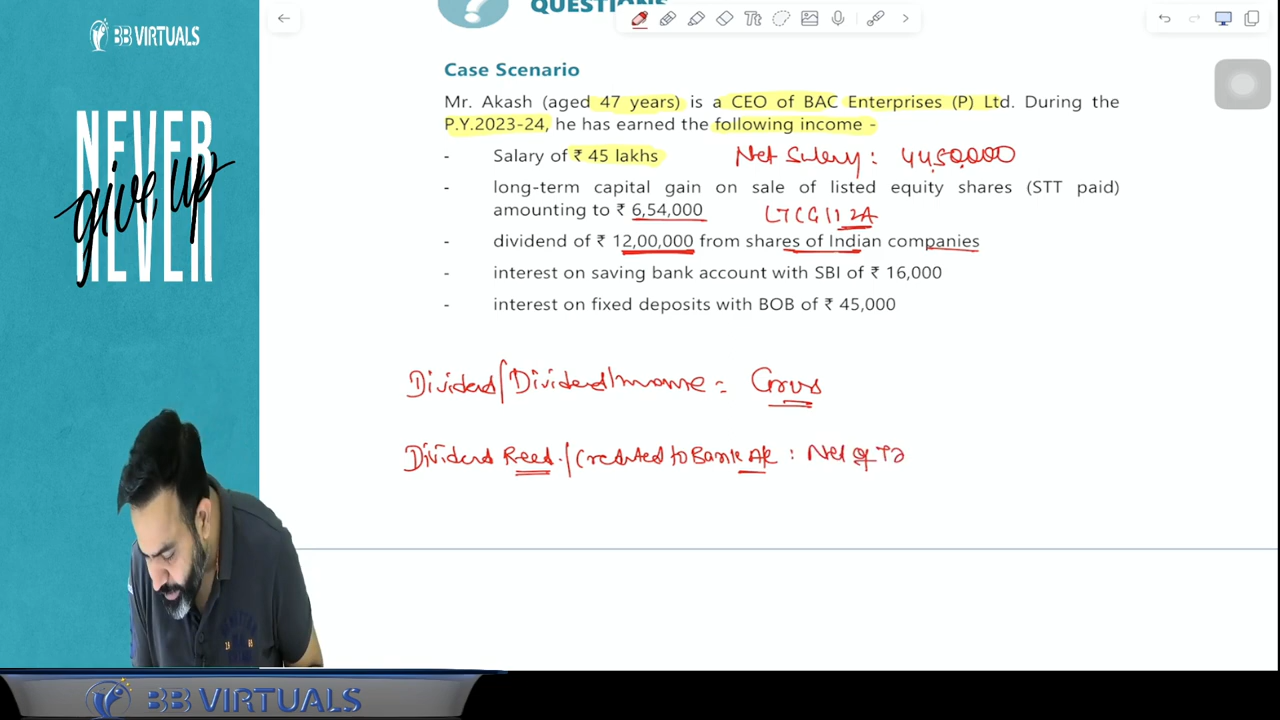 BB VIRTUALS
NEVER
give up
NEVER
QUESTIONS
Case Scenario
Mr. Akash (aged 47 years) is a CEO of BAC Enterprises (P) Ltd. During the
P.Y.2023-24, he has earned the following income -
- Salary of ₹ 45 lakhs Net Salary : 44,50,000
- long-term capital gain on sale of listed equity shares (STT paid)
amounting to ₹ 6,54,000 LTCG 112A
- dividend of ₹ 12,00,000 from shares of Indian companies
- interest on saving bank account with SBI of ₹ 16,000
- interest on fixed deposits with BOB of ₹ 45,000
Dividend/Dividend Income = Gross
Dividend Recd./Credited to Bank A/c : Net of Ta
BB VIRTUALS